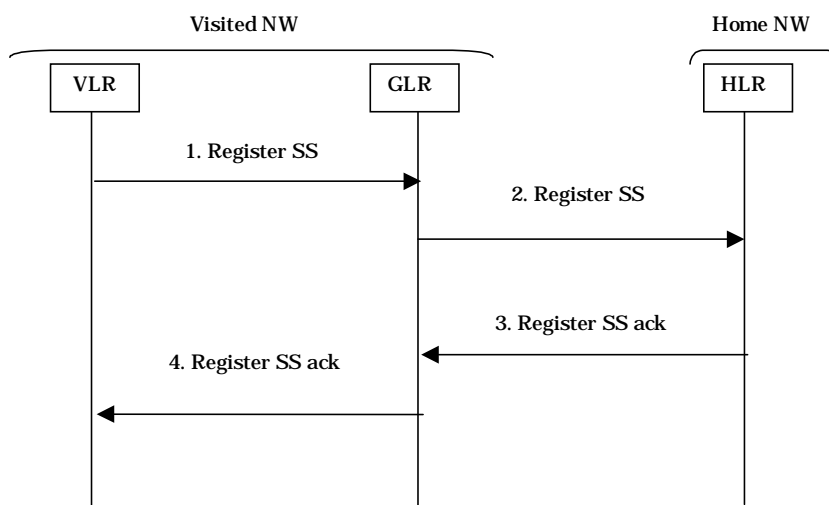 Visited NW
Home NW
VLR
GLR
HLR
1. Register SS
2. Register SS
3. Register SS ack
4. Register SS ack